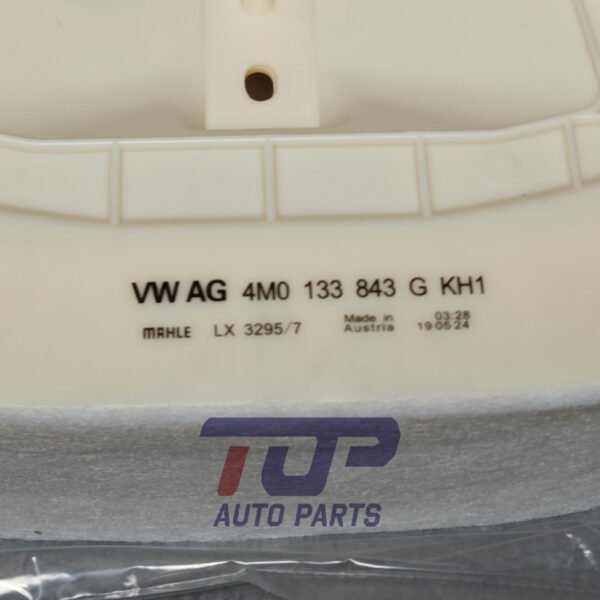 VW AG 4M0 133 843 G KH1
MAHLE LX 3295/7 Made in 03:28
Austria 19 05 24
TOP
AUTO PARTS